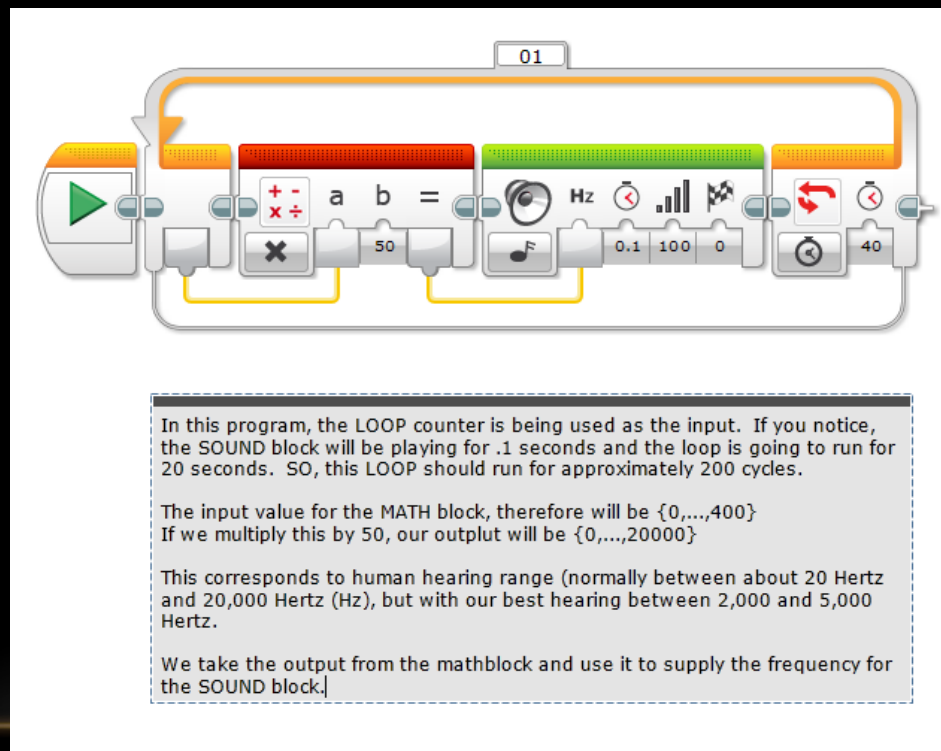 01
+ - a b = Hz
x ÷
50 0.1 100 0 40
In this program, the LOOP counter is being used as the input.  If you notice,
the SOUND block will be playing for .1 seconds and the loop is going to run for
20 seconds.  SO, this LOOP should run for approximately 200 cycles.
The input value for the MATH block, therefore will be {0,...,400}
If we multiply this by 50, our outplut will be {0,...,20000}
This corresponds to human hearing range (normally between about 20 Hertz
and 20,000 Hertz (Hz), but with our best hearing between 2,000 and 5,000
Hertz.
We take the output from the mathblock and use it to supply the frequency for
the SOUND block.